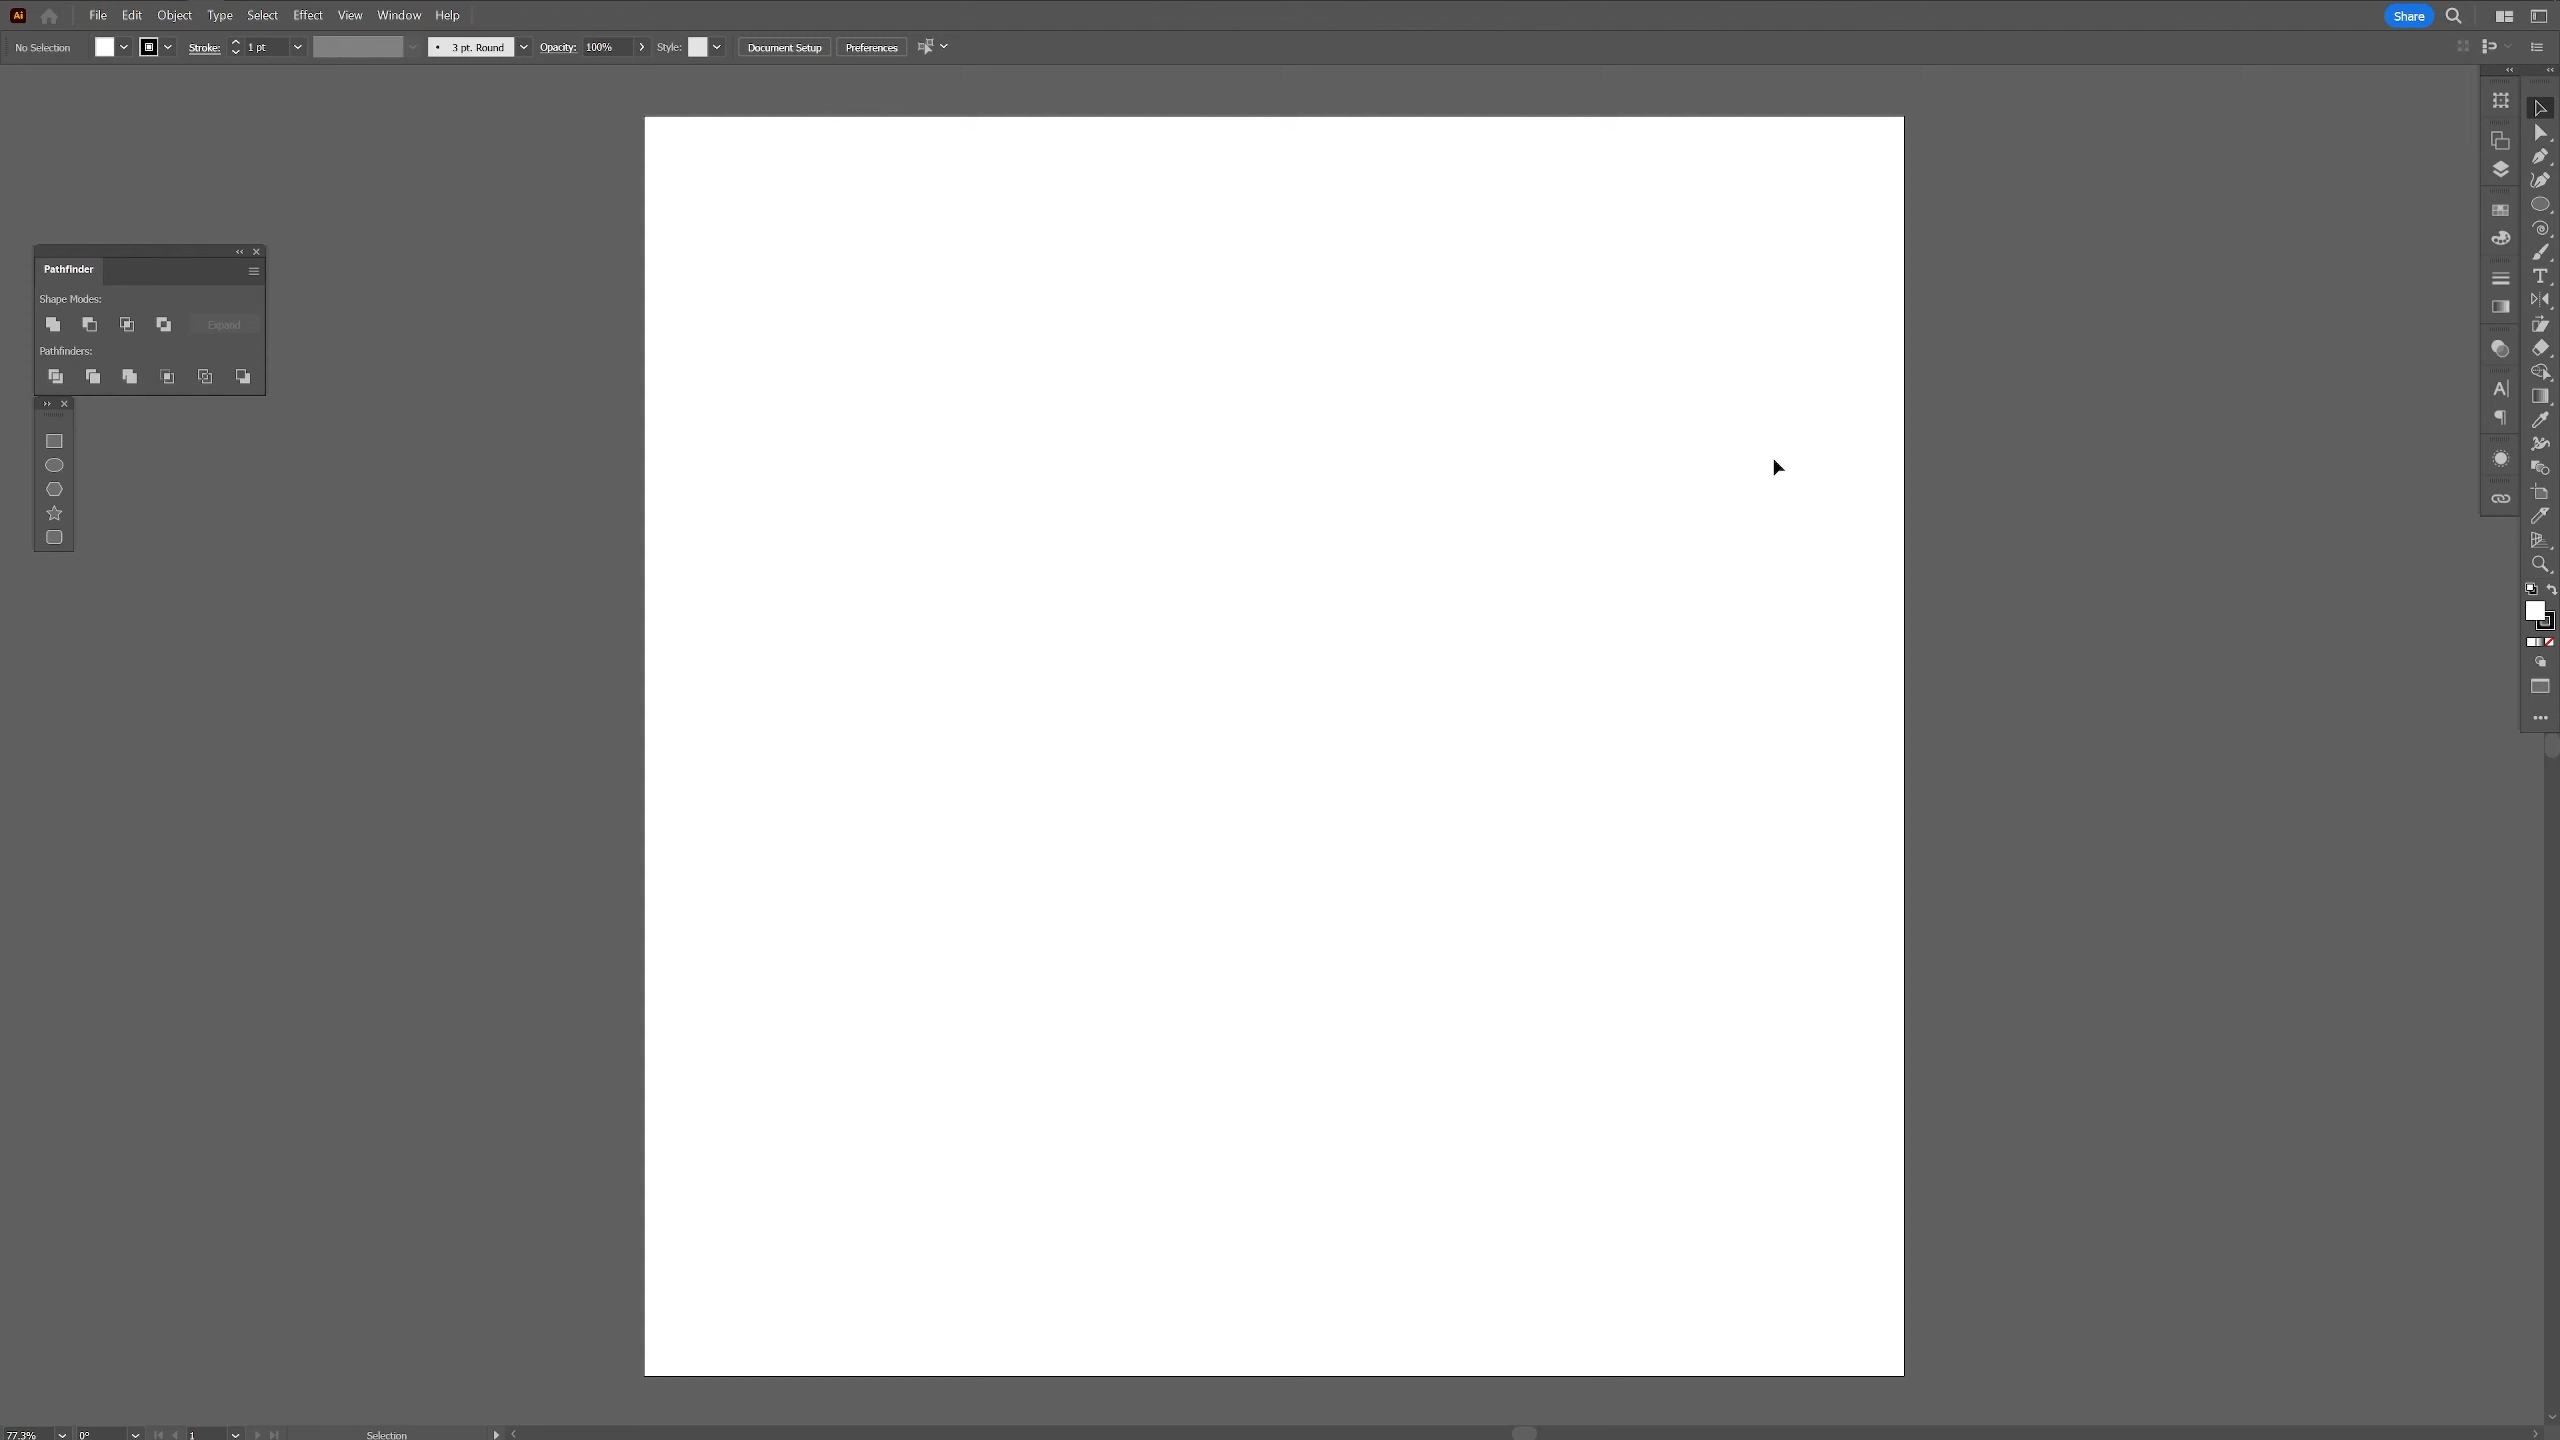 Ai File Edit Object Type Select Effect View Window Help Share
No Selection Stroke: 1 pt 3 pt. Round Opacity: 100% Style: Document Setup Preferences
Pathfinder
Shape Modes:
Expand
Pathfinders:
77.3% 0° 1 Selection